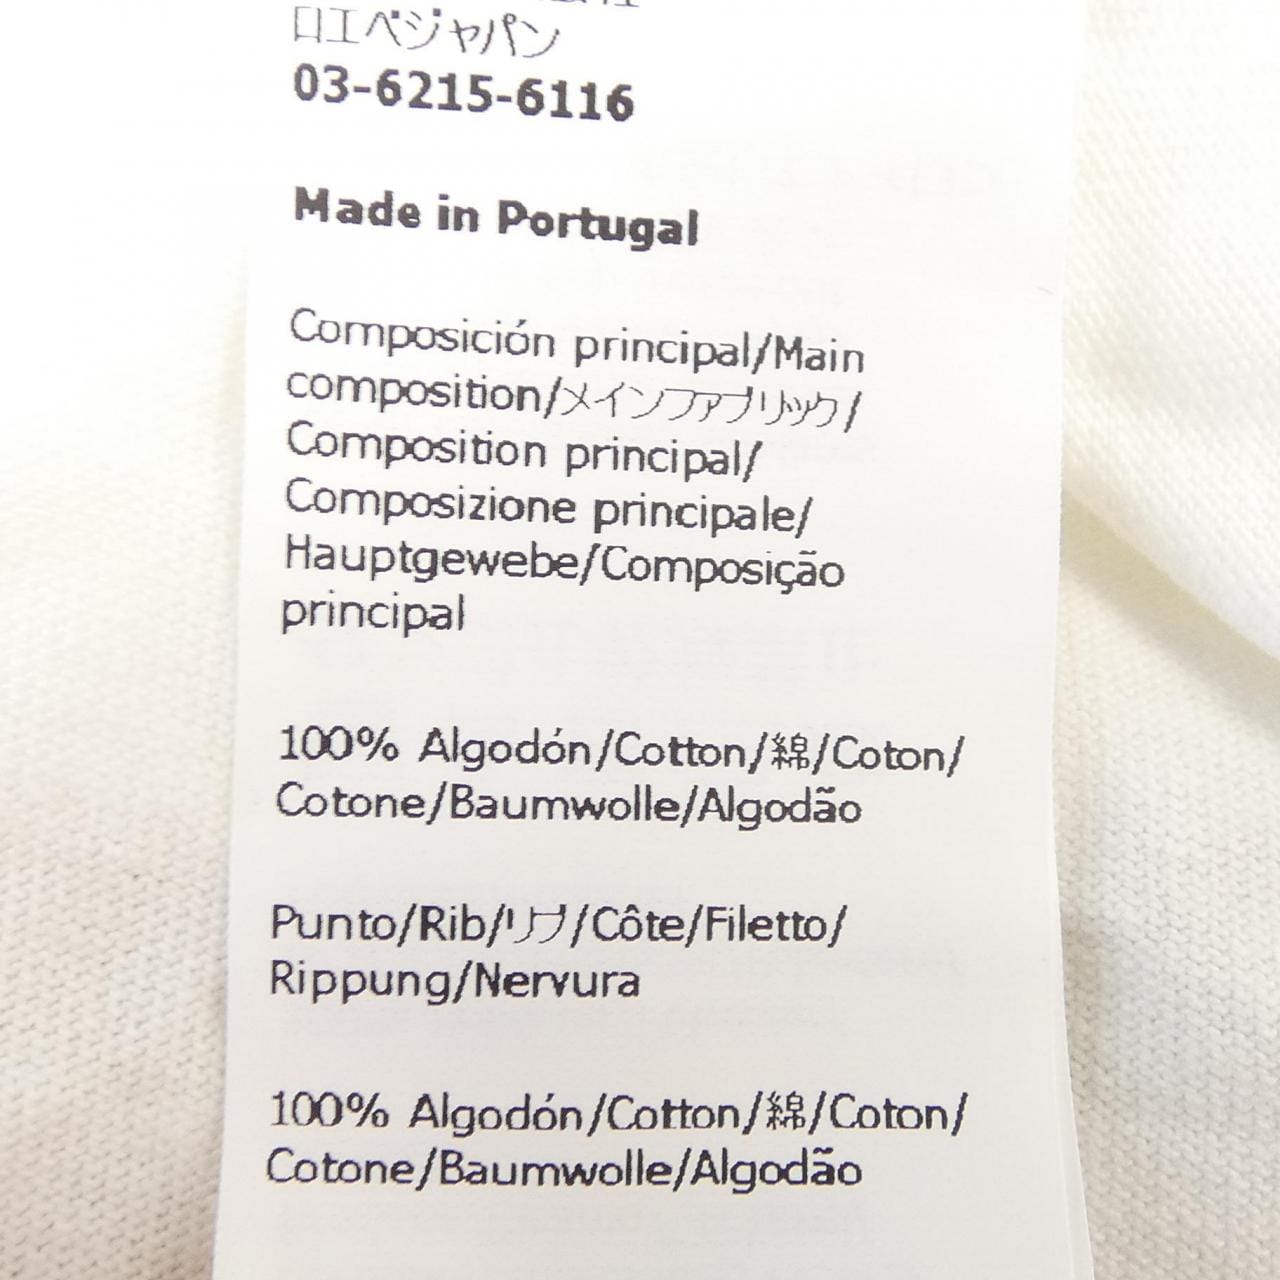 ロエベジャパン
03-6215-6116
Made in Portugal
Composición principal/Main
composition/メインファブリック/
Composition principal/
Composizione principale/
Hauptgewebe/Composição
principal
100% Algodón/Cotton/綿/Coton/
Cotone/Baumwolle/Algodão
Punto/Rib/リブ/Côte/Filetto/
Rippung/Nervura
100% Algodón/Cotton/綿/Coton/
Cotone/Baumwolle/Algodão